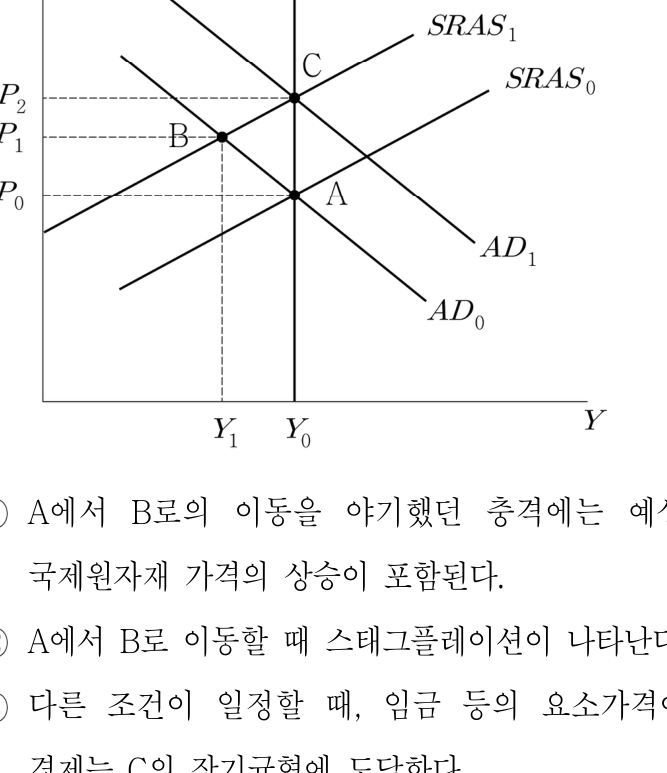 SRAS₁
C
SRAS₀
P₂
B
P₁
P₀
A
AD₁
AD₀
Y₁ Y₀ Y
A에서 B로의 이동을 야기했던 충격에는
국제원자재 가격의 상승이 포함된다.
A에서 B로 이동할 때 스태그플레이션이 나타난다
다른 조건이 일정할 때, 임금 등의 요소가격이
경제는 C의 장기균형에 도달한다